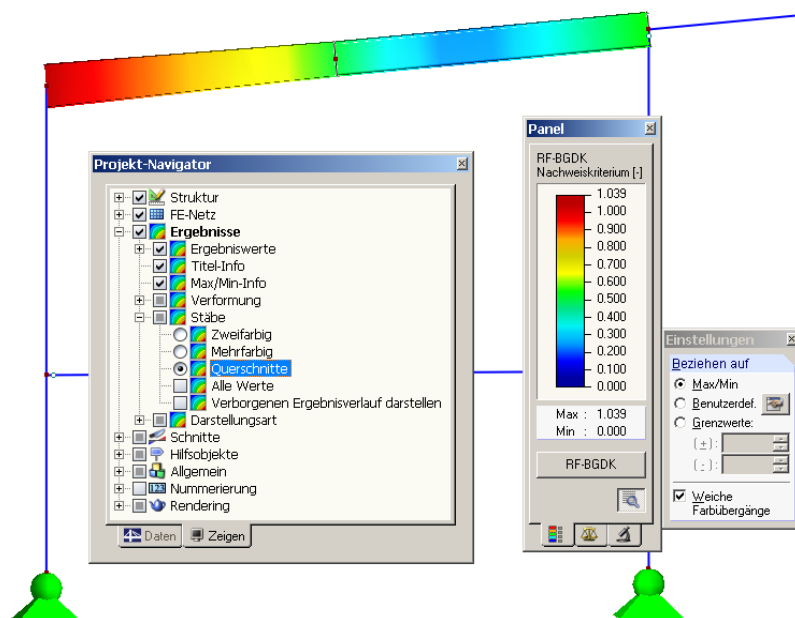 Projekt-Navigator
Struktur
FE-Netz
Ergebnisse
Ergebniswerte
Titel-Info
Max/Min-Info
Verformung
Stäbe
Zweifarbig
Mehrfarbig
Querschnitte
Alle Werte
Verborgenen Ergebnisverlauf darstellen
Darstellungsart
Schnitte
Hilfsobjekte
Allgemein
123 Nummerierung
Rendering
Daten Zeigen
Panel
RF-BGDK
Nachweiskriterium [-]
1.039
1.000
0.900
0.800
0.700
0.600
0.500
0.400
0.300
0.200
0.100
0.000
Max : 1.039
Min : 0.000
RF-BGDK
Einstellungen
Beziehen auf
Max/Min
Benutzerdef.
Grenzwerte:
(+):
(-):
Weiche
Farbübergänge